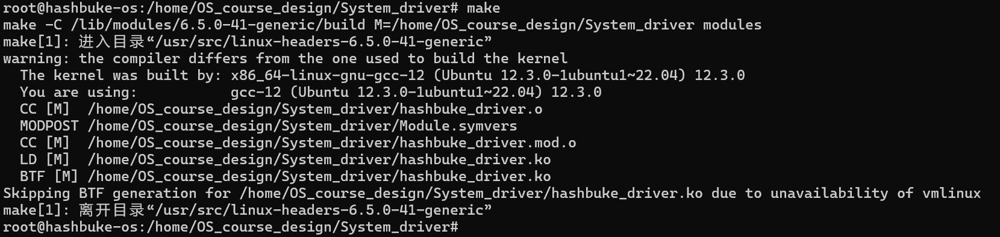 root@hashbuke-os:/home/OS_course_design/System_driver# make
make -C /lib/modules/6.5.0-41-generic/build M=/home/OS_course_design/System_driver modules
make[1]: 进入目录“/usr/src/linux-headers-6.5.0-41-generic”
warning: the compiler differs from the one used to build the kernel
  The kernel was built by: x86_64-linux-gnu-gcc-12 (Ubuntu 12.3.0-1ubuntu1~22.04) 12.3.0
  You are using:           gcc-12 (Ubuntu 12.3.0-1ubuntu1~22.04) 12.3.0
  CC [M]  /home/OS_course_design/System_driver/hashbuke_driver.o
  MODPOST /home/OS_course_design/System_driver/Module.symvers
  CC [M]  /home/OS_course_design/System_driver/hashbuke_driver.mod.o
  LD [M]  /home/OS_course_design/System_driver/hashbuke_driver.ko
  BTF [M] /home/OS_course_design/System_driver/hashbuke_driver.ko
Skipping BTF generation for /home/OS_course_design/System_driver/hashbuke_driver.ko due to unavailability of vmlinux
make[1]: 离开目录“/usr/src/linux-headers-6.5.0-41-generic”
root@hashbuke-os:/home/OS_course_design/System_driver#